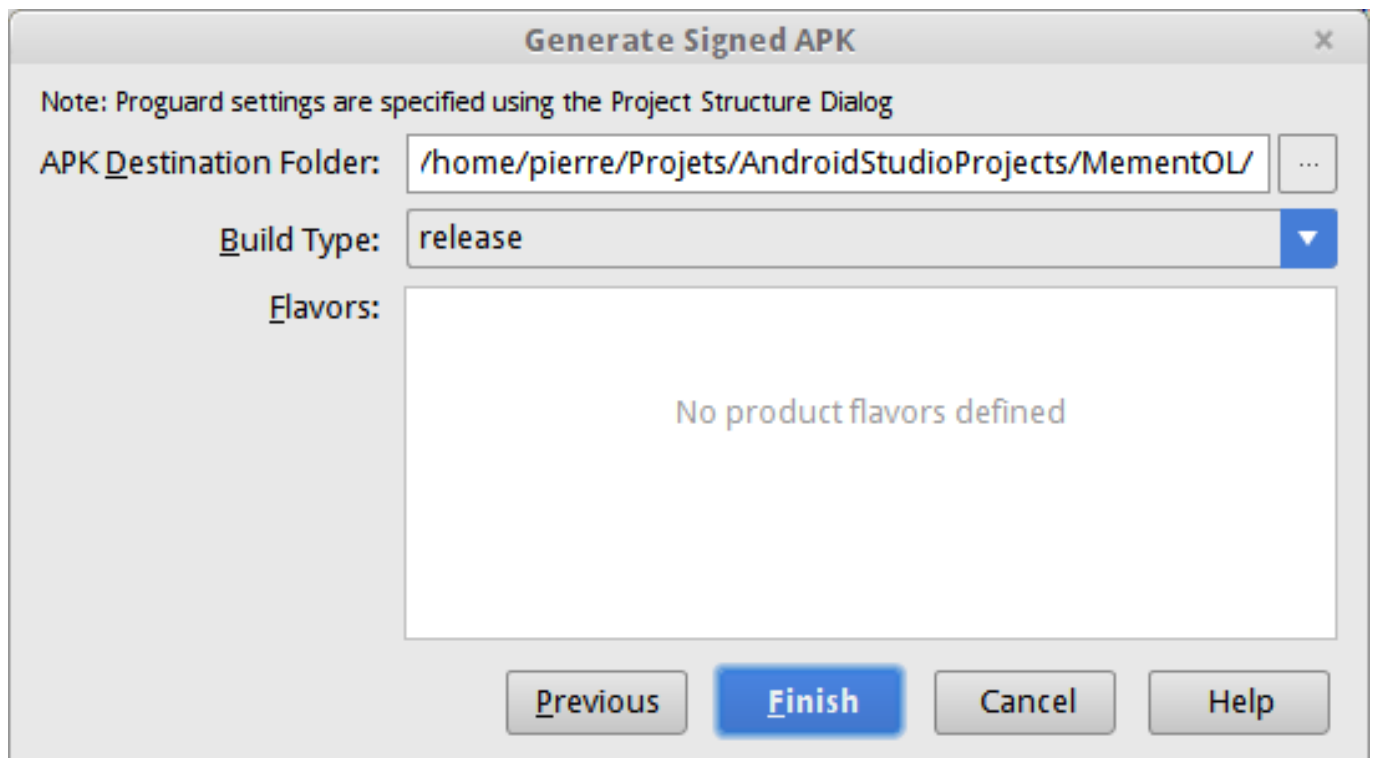 Generate Signed APK
Note: Proguard settings are specified using the Project Structure Dialog
APK Destination Folder: /home/pierre/Projets/AndroidStudioProjects/MementOL/ ...
Build Type: release
Flavors:
No product flavors defined
Previous Finish Cancel Help